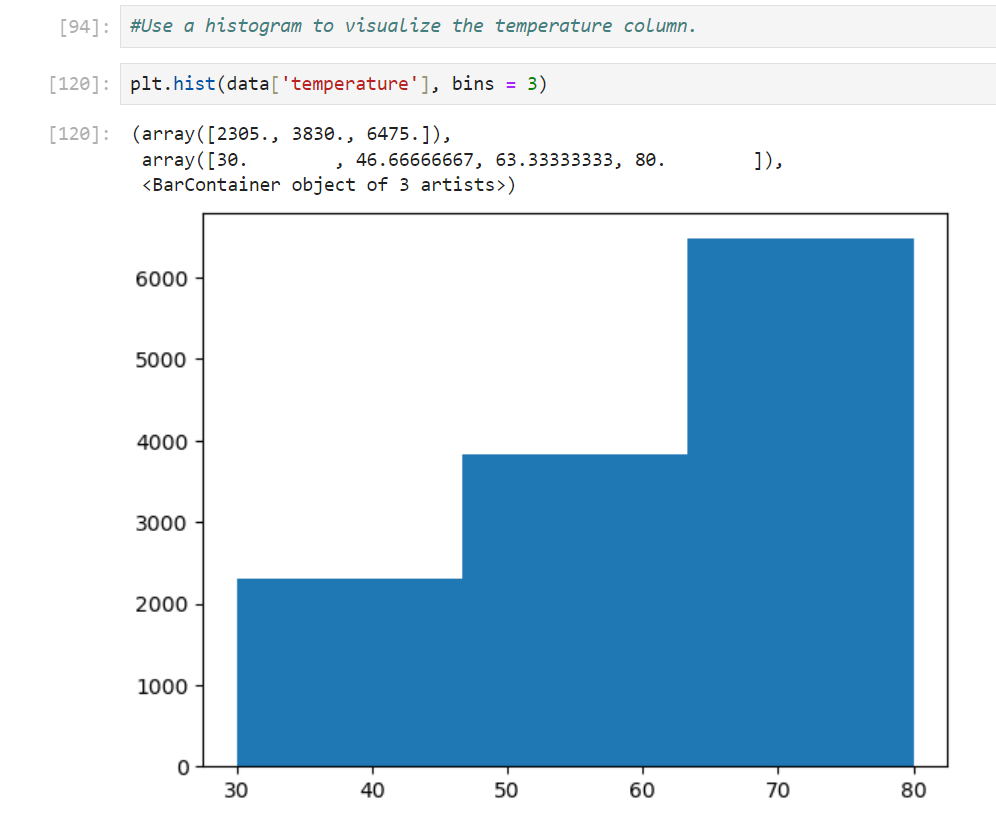 [94]: #Use a histogram to visualize the temperature column.
[120]: plt.hist(data['temperature'], bins = 3)
[120]: (array([2305., 3830., 6475.]),
array([30.        , 46.66666667, 63.33333333, 80.        ]),
<BarContainer object of 3 artists>)
6000
5000
4000
3000
2000
1000
0
30 40 50 60 70 80